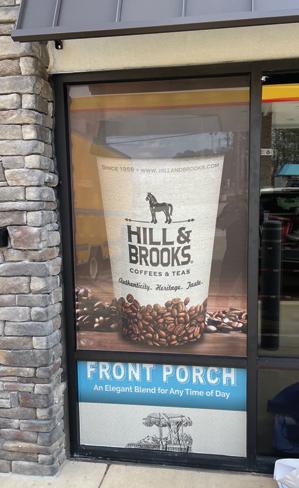 SINCE 1959 • WWW.HILLANDBROOKS.COM
HILL &
BROOKS
COFFEES & TEAS
Authenticity. Heritage. Taste.
FRONT PORCH
An Elegant Blend for Any Time of Day